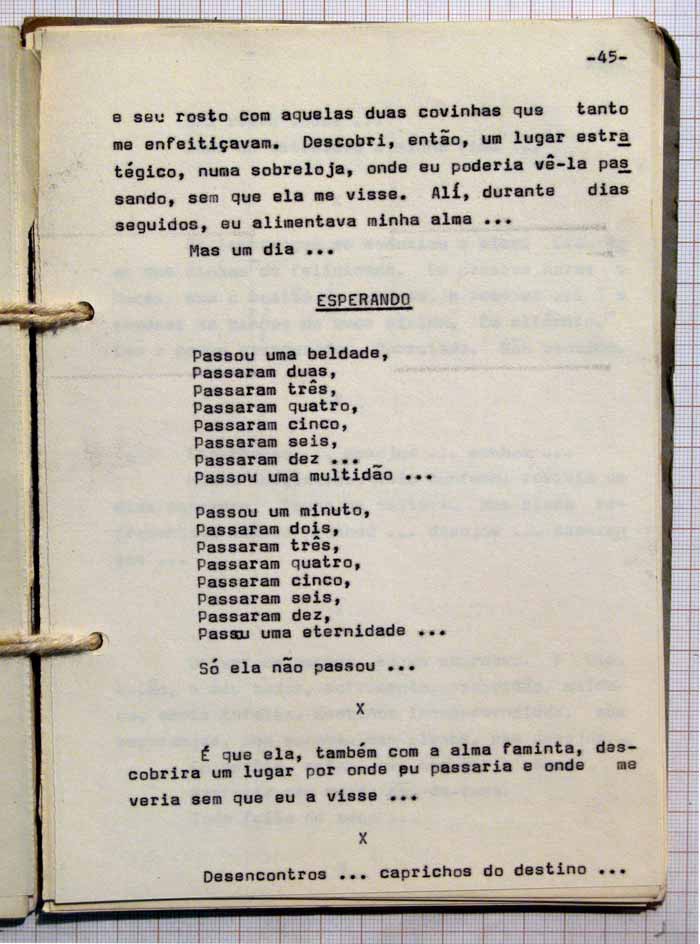 -45-
e seu rosto com aquelas duas covinhas que tanto
me enfeitiçavam. Descobri, então, um lugar estra
tégico, numa sobreloja, onde eu poderia vê-la pas
sando, sem que ela me visse. Alí, durante dias
seguidos, eu alimentava minha alma ...
Mas um dia ...
ESPERANDO
Passou uma beldade,
Passaram duas,
Passaram três,
Passaram quatro,
Passaram cinco,
Passaram seis,
Passaram dez ...
Passou uma multidão ...
Passou um minuto,
Passaram dois,
Passaram três,
Passaram quatro,
Passaram cinco,
Passaram seis,
Passaram dez,
Passou uma eternidade ...
Só ela não passou ...
X
É que ela, também com a alma faminta, des-
cobrira um lugar por onde eu passaria e onde me
veria sem que eu a visse ...
X
Desencontros ... caprichos do destino ...